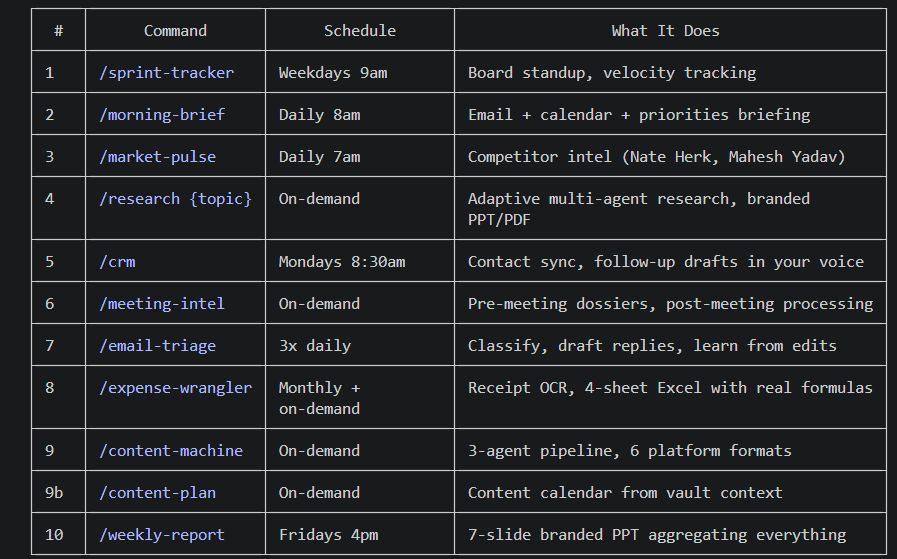 # Command Schedule What It Does
1 /sprint-tracker Weekdays 9am Board standup, velocity tracking
2 /morning-brief Daily 8am Email + calendar + priorities briefing
3 /market-pulse Daily 7am Competitor intel (Nate Herk, Mahesh Yadav)
4 /research {topic} On-demand Adaptive multi-agent research, branded
PPT/PDF
5 /crm Mondays 8:30am Contact sync, follow-up drafts in your voice
6 /meeting-intel On-demand Pre-meeting dossiers, post-meeting processing
7 /email-triage 3x daily Classify, draft replies, learn from edits
8 /expense-wrangler Monthly + Receipt OCR, 4-sheet Excel with real formulas
on-demand
9 /content-machine On-demand 3-agent pipeline, 6 platform formats
9b /content-plan On-demand Content calendar from vault context
10 /weekly-report Fridays 4pm 7-slide branded PPT aggregating everything